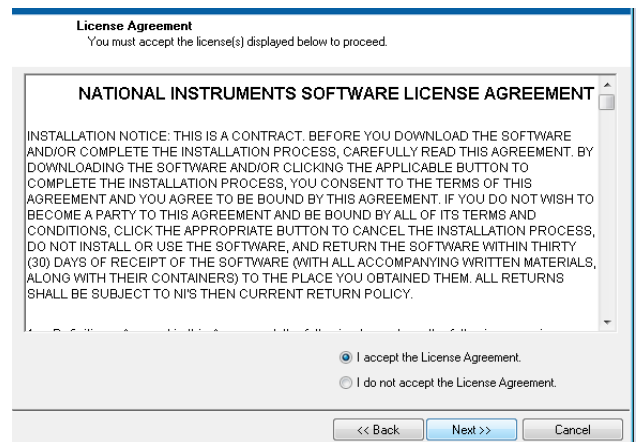 License Agreement
You must accept the license(s) displayed below to proceed.
NATIONAL INSTRUMENTS SOFTWARE LICENSE AGREEMENT
INSTALLATION NOTICE: THIS IS A CONTRACT. BEFORE YOU DOWNLOAD THE SOFTWARE
AND/OR COMPLETE THE INSTALLATION PROCESS, CAREFULLY READ THIS AGREEMENT. BY
DOWNLOADING THE SOFTWARE AND/OR CLICKING THE APPLICABLE BUTTON TO
COMPLETE THE INSTALLATION PROCESS, YOU CONSENT TO THE TERMS OF THIS
AGREEMENT AND YOU AGREE TO BE BOUND BY THIS AGREEMENT. IF YOU DO NOT WISH TO
BECOME A PARTY TO THIS AGREEMENT AND BE BOUND BY ALL OF ITS TERMS AND
CONDITIONS, CLICK THE APPROPRIATE BUTTON TO CANCEL THE INSTALLATION PROCESS,
DO NOT INSTALL OR USE THE SOFTWARE, AND RETURN THE SOFTWARE WITHIN THIRTY
(30) DAYS OF RECEIPT OF THE SOFTWARE (WITH ALL ACCOMPANYING WRITTEN MATERIALS,
ALONG WITH THEIR CONTAINERS) TO THE PLACE YOU OBTAINED THEM. ALL RETURNS
SHALL BE SUBJECT TO NI'S THEN CURRENT RETURN POLICY.
I accept the License Agreement.
I do not accept the License Agreement.
<< Back
Next >>
Cancel